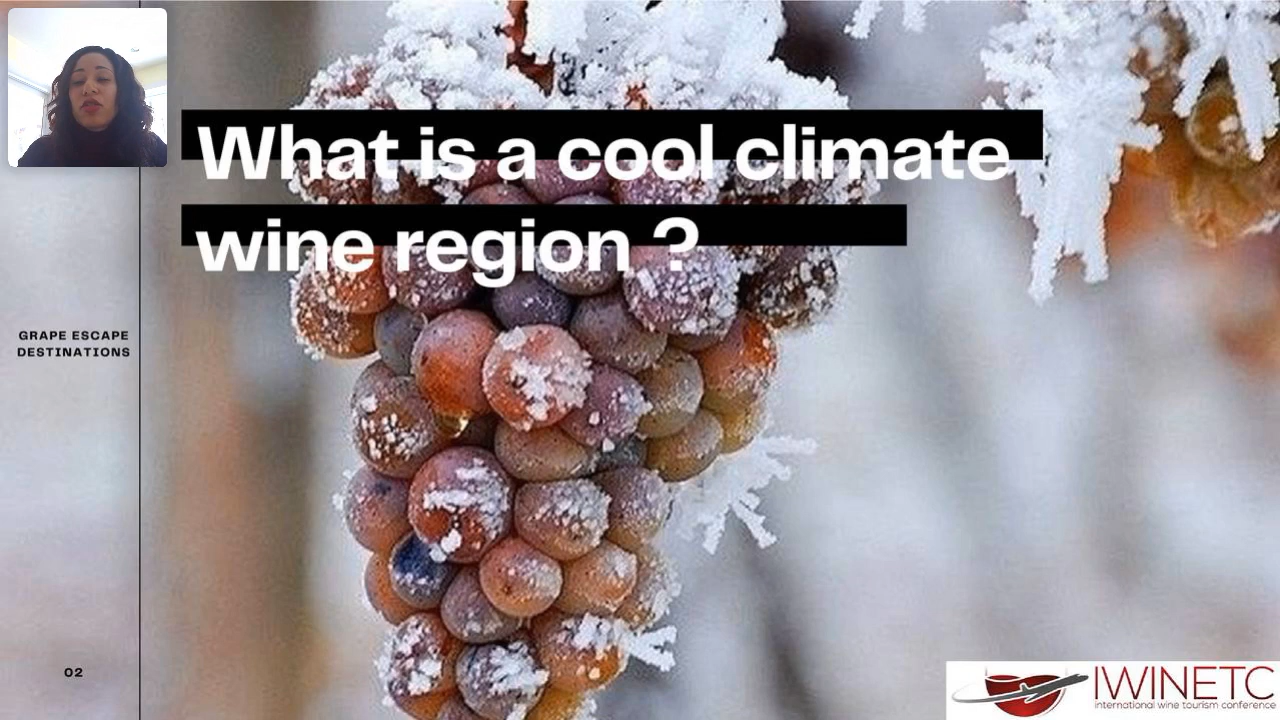 What is a cool climate
wine region ?
GRAPE ESCAPE
DESTINATIONS
02
IWINETC
international wine tourism conference